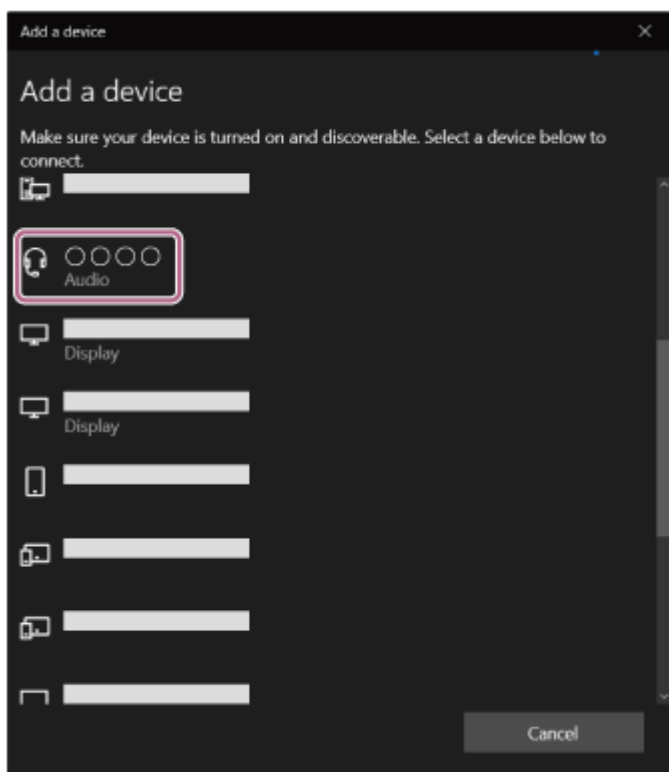 Add a device
Add a device
Make sure your device is turned on and discoverable. Select a device below to
connect.
○○○○
Audio
Display
Display
Cancel